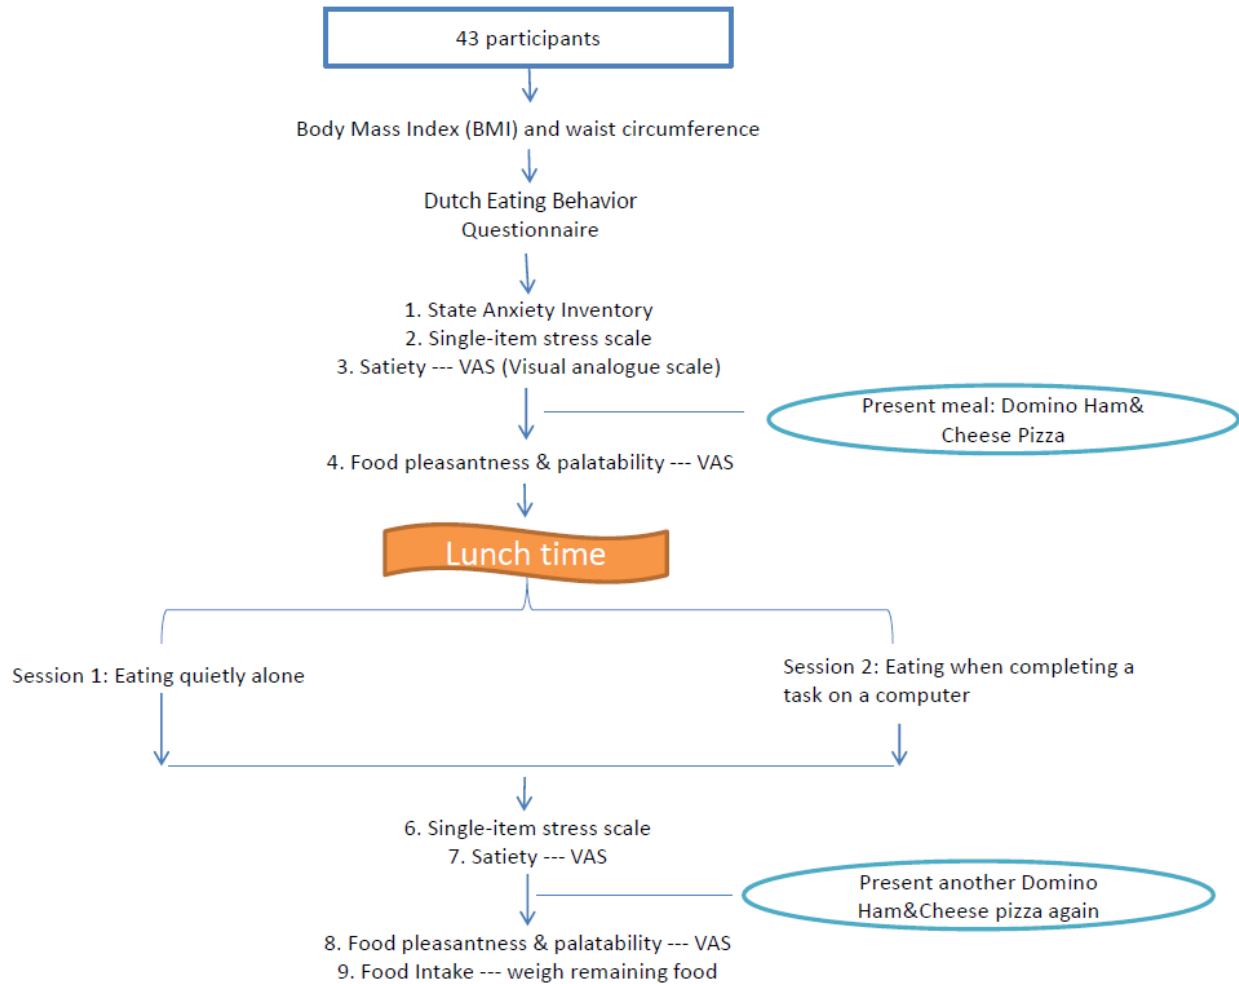 43 participants
Body Mass Index (BMI) and waist circumference
Dutch Eating Behavior
Questionnaire
1. State Anxiety Inventory
2. Single-item stress scale
3. Satiety --- VAS (Visual analogue scale)
Present meal: Domino Ham&
Cheese Pizza
4. Food pleasantness & palatability --- VAS
Lunch time
Session 1: Eating quietly alone
Session 2: Eating when completing a
task on a computer
6. Single-item stress scale
7. Satiety --- VAS
Present another Domino
Ham&Cheese pizza again
8. Food pleasantness & palatability --- VAS
9. Food Intake --- weigh remaining food